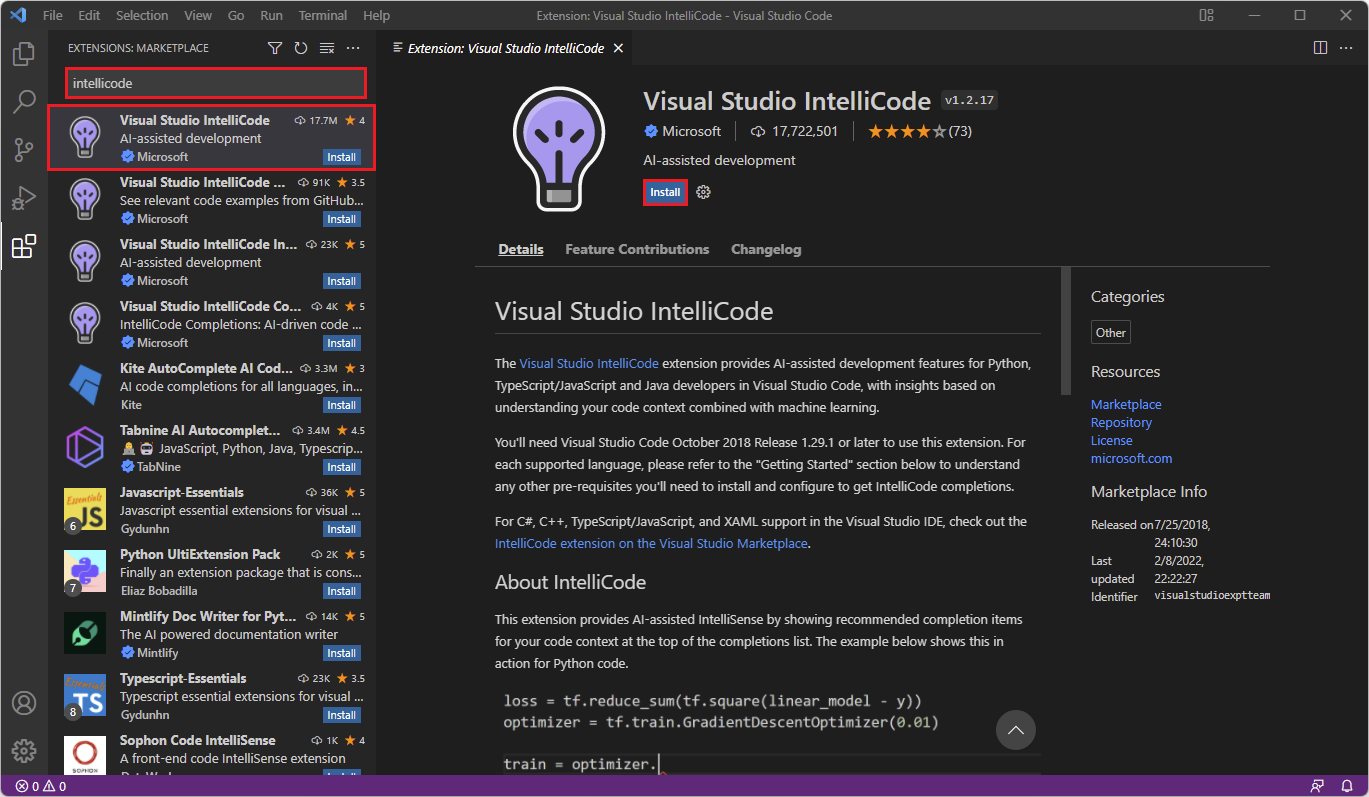 File Edit Selection View Go Run Terminal Help
Extension: Visual Studio IntelliCode - Visual Studio Code
EXTENSIONS: MARKETPLACE
intellicode
Visual Studio IntelliCode 17.7M ★ 4
AI-assisted development
Microsoft Install
Visual Studio IntelliCode ... 91K ★ 3.5
See relevant code examples from GitHub...
Microsoft Install
Visual Studio IntelliCode In... 23K ★ 5
AI-assisted development
Microsoft Install
Visual Studio IntelliCode Co... 4K ★ 5
IntelliCode Completions: AI-driven code ...
Microsoft Install
Kite AutoComplete AI Cod... 3.3M ★ 3
AI code completions for all languages, in...
Kite Install
Tabnine AI Autocomplet... 3.4M ★ 4.5
JavaScript, Python, Java, Typescrip...
TabNine Install
Essentials
JS
6
Javascript-Essentials 36K ★ 5
Javascript essential extensions for visual ...
Gydunhn Install
7
Python UltiExtension Pack 2K ★ 5
Finally an extension package that is cons...
Eliaz Bobadilla Install
Mintlify Doc Writer for Pyt... 14K ★ 5
The AI powered documentation writer
Mintlify Install
Essentials
TS
8
Typescript-Essentials 23K ★ 3.5
Typescript essential extensions for visual ...
Gydunhn Install
SOPHON
Sophon Code IntelliSense 1K ★ 4
A front-end code IntelliSense extension
Extension: Visual Studio IntelliCode
Visual Studio IntelliCode v1.2.17
Microsoft 17,722,501 ★★★★☆(73)
AI-assisted development
Install
Details Feature Contributions Changelog
Visual Studio IntelliCode
The Visual Studio IntelliCode extension provides AI-assisted development features for Python,
TypeScript/JavaScript and Java developers in Visual Studio Code, with insights based on
understanding your code context combined with machine learning.
You'll need Visual Studio Code October 2018 Release 1.29.1 or later to use this extension. For
each supported language, please refer to the "Getting Started" section below to understand
any other pre-requisites you'll need to install and configure to get IntelliCode completions.
For C#, C++, TypeScript/JavaScript, and XAML support in the Visual Studio IDE, check out the
IntelliCode extension on the Visual Studio Marketplace.
About IntelliCode
This extension provides AI-assisted IntelliSense by showing recommended completion items
for your code context at the top of the completions list. The example below shows this in
action for Python code.
loss = tf.reduce_sum(tf.square(linear_model - y))
optimizer = tf.train.GradientDescentOptimizer(0.01)
train = optimizer.
Categories
Other
Resources
Marketplace
Repository
License
microsoft.com
Marketplace Info
Released on 7/25/2018,
24:10:30
Last 2/8/2022,
updated 22:22:27
Identifier visualstudioexptteam
0 0